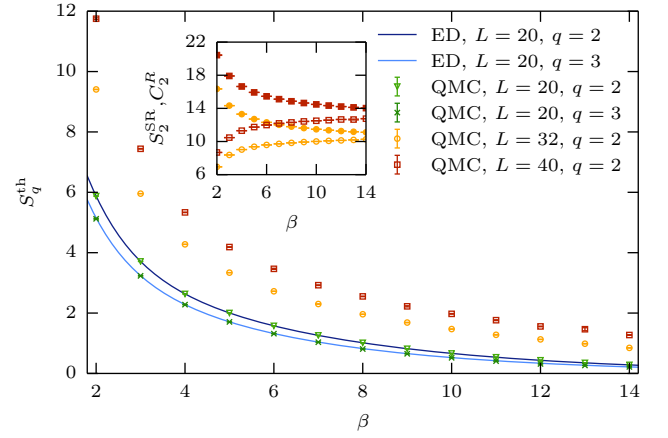 12
10
8
6
4
2
0
2
4
6
8
10
12
14
β
S_q^th
22
18
14
10
6
2
6
10
14
β
S_2^SR, C_2^R
ED, L = 20, q = 2
ED, L = 20, q = 3
QMC, L = 20, q = 2
QMC, L = 20, q = 3
QMC, L = 32, q = 2
QMC, L = 40, q = 2